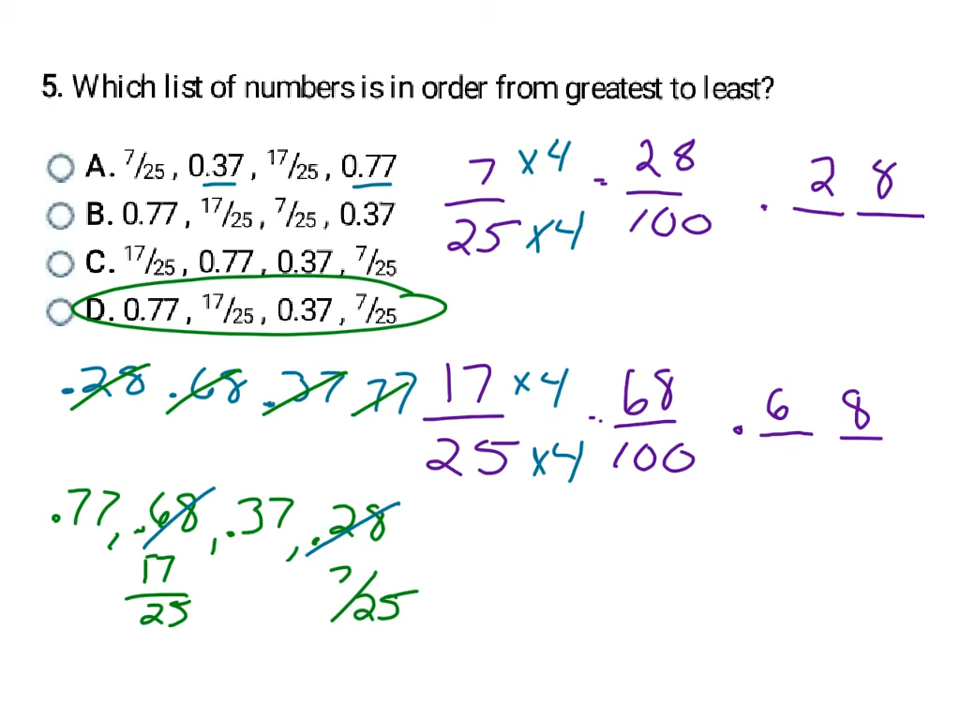 5. Which list of numbers is in order from greatest to least?
A. 7/25 , 0.37 , 17/25 , 0.77
B. 0.77 , 17/25 , 7/25 , 0.37
C. 17/25 , 0.77 , 0.37 , 7/25
D. 0.77 , 17/25 , 0.37 , 7/25
7 x4 = 28
25 x4 100 . 2 8
.28 .68 .37 77
17 x4 = 68
25 x4 100 . 6 8
.77, .68, .37, .28
17
25
7/25